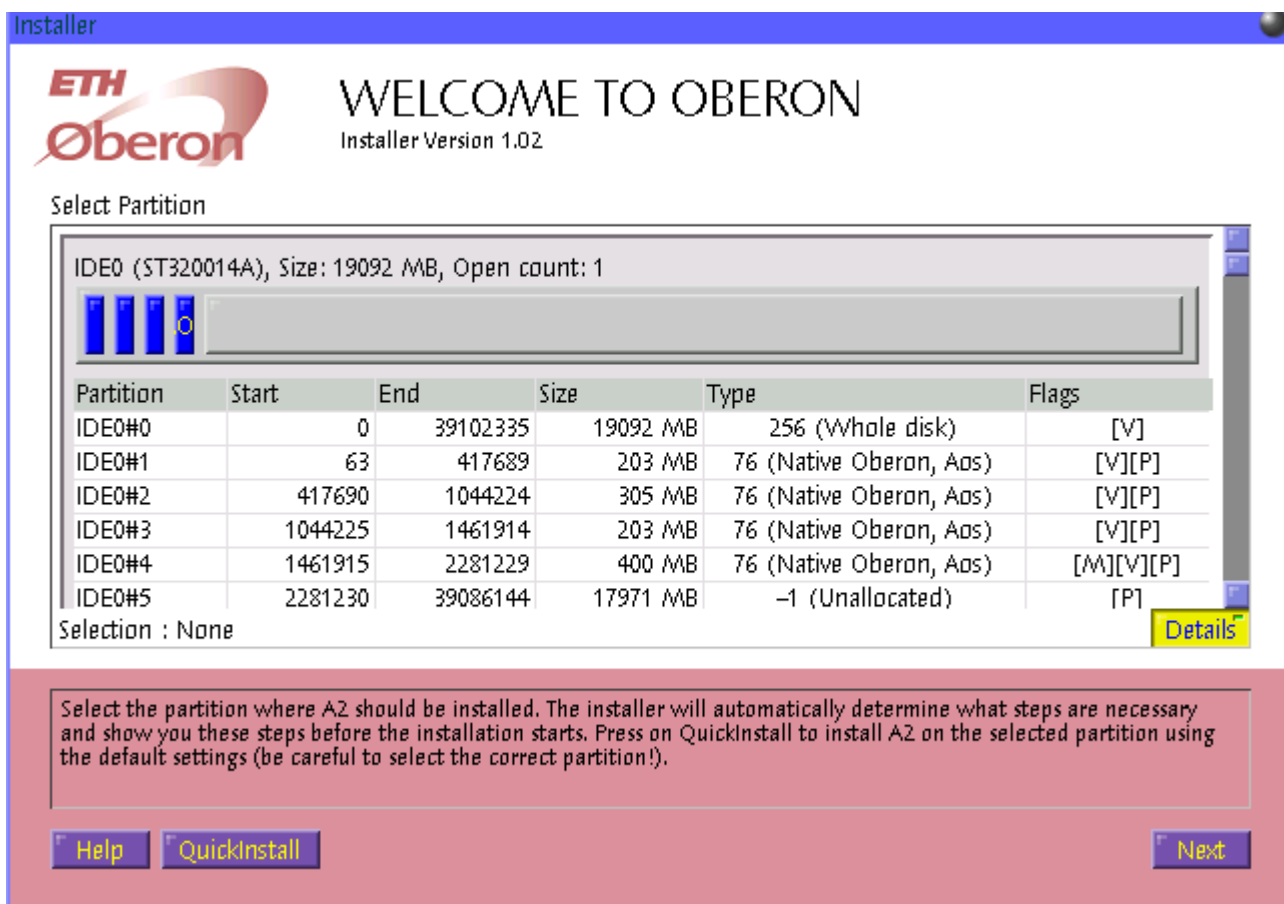 Installer
ETH
Oberon
WELCOME TO OBERON
Installer Version 1.02
Select Partition
IDE0 (ST320014A), Size: 19092 MB, Open count: 1
O
Partition Start End Size Type Flags
IDE0#0 0 39102335 19092 MB 256 (Whole disk) [V]
IDE0#1 63 417689 203 MB 76 (Native Oberon, Aos) [V][P]
IDE0#2 417690 1044224 305 MB 76 (Native Oberon, Aos) [V][P]
IDE0#3 1044225 1461914 203 MB 76 (Native Oberon, Aos) [V][P]
IDE0#4 1461915 2281229 400 MB 76 (Native Oberon, Aos) [M][V][P]
IDE0#5 2281230 39086144 17971 MB –1 (Unallocated) [P]
Selection : None
Details
Select the partition where A2 should be installed. The installer will automatically determine what steps are necessary
and show you these steps before the installation starts. Press on QuickInstall to install A2 on the selected partition using
the default settings (be careful to select the correct partition!).
Help QuickInstall Next